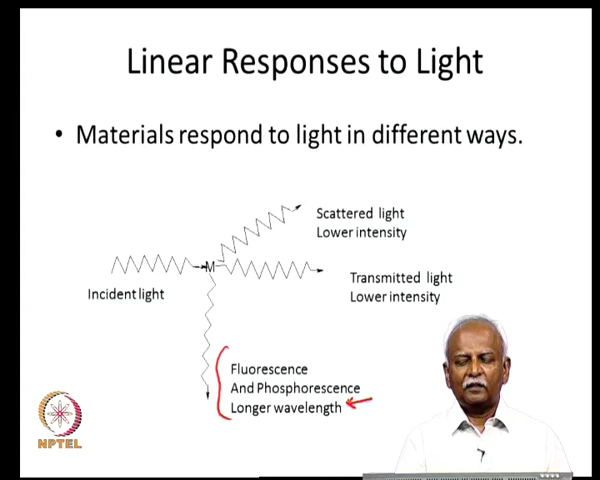 Linear Responses to Light
• Materials respond to light in different ways.
Scattered light
Lower intensity
M
Incident light
Transmitted light
Lower intensity
Fluorescence
And Phosphorescence
Longer wavelength
NPTEL